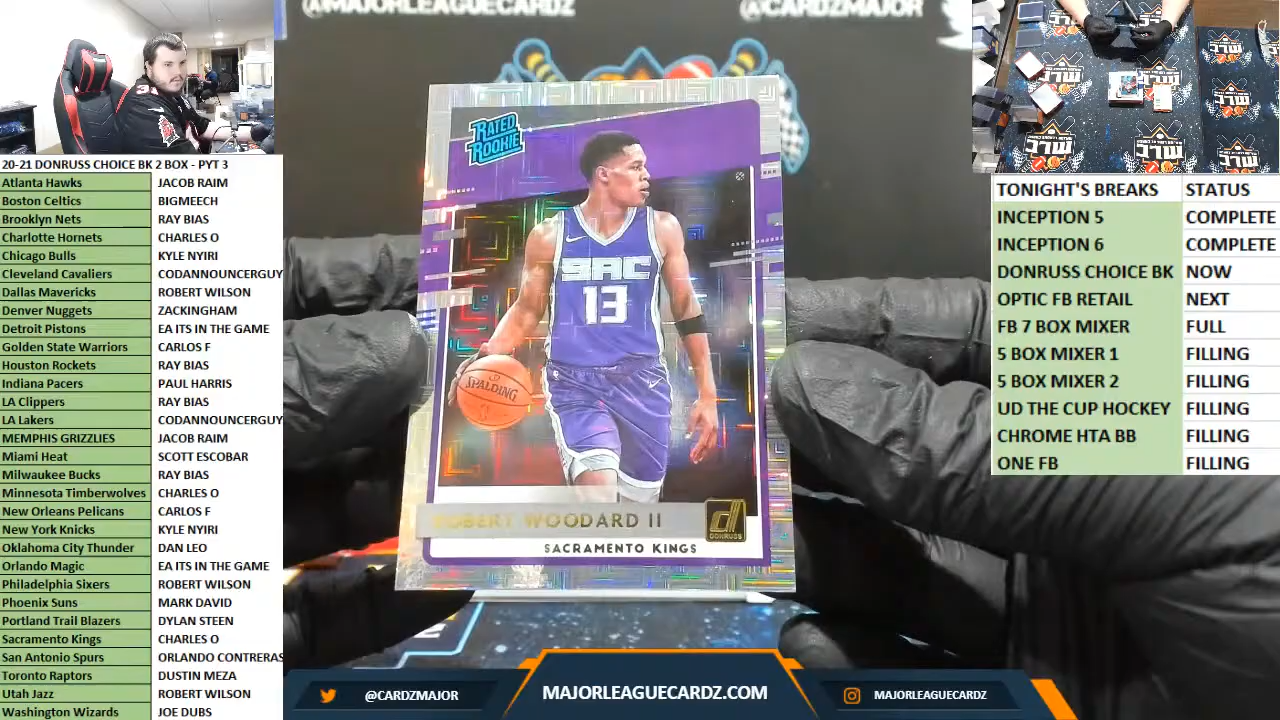 @MAJORLEAGUECARDZ
@CARDZMAJOR
20-21 DONRUSS CHOICE BK 2 BOX - PYT 3
Atlanta Hawks JACOB RAIM
Boston Celtics BIGMEECH
Brooklyn Nets RAY BIAS
Charlotte Hornets CHARLES O
Chicago Bulls KYLE NYIRI
Cleveland Cavaliers CODANNOUNCERGUY
Dallas Mavericks ROBERT WILSON
Denver Nuggets ZACKINGHAM
Detroit Pistons EA ITS IN THE GAME
Golden State Warriors CARLOS F
Houston Rockets RAY BIAS
Indiana Pacers PAUL HARRIS
LA Clippers RAY BIAS
LA Lakers CODANNOUNCERGUY
MEMPHIS GRIZZLIES JACOB RAIM
Miami Heat SCOTT ESCOBAR
Milwaukee Bucks RAY BIAS
Minnesota Timberwolves CHARLES O
New Orleans Pelicans CARLOS F
New York Knicks KYLE NYIRI
Oklahoma City Thunder DAN LEO
Orlando Magic EA ITS IN THE GAME
Philadelphia Sixers ROBERT WILSON
Phoenix Suns MARK DAVID
Portland Trail Blazers DYLAN STEEN
Sacramento Kings CHARLES O
San Antonio Spurs ORLANDO CONTRERAS
Toronto Raptors DUSTIN MEZA
Utah Jazz ROBERT WILSON
Washington Wizards JOE DUBS
RATED
ROOKIE
SAC
13
SPALDING
ROBERT WOODARD II
DONRUSS
SACRAMENTO KINGS
TONIGHT'S BREAKS STATUS
INCEPTION 5 COMPLETE
INCEPTION 6 COMPLETE
DONRUSS CHOICE BK NOW
OPTIC FB RETAIL NEXT
FB 7 BOX MIXER FULL
5 BOX MIXER 1 FILLING
5 BOX MIXER 2 FILLING
UD THE CUP HOCKEY FILLING
CHROME HTA BB FILLING
ONE FB FILLING
@CARDZMAJOR
MAJORLEAGUECARDZ.COM
MAJORLEAGUECARDZ